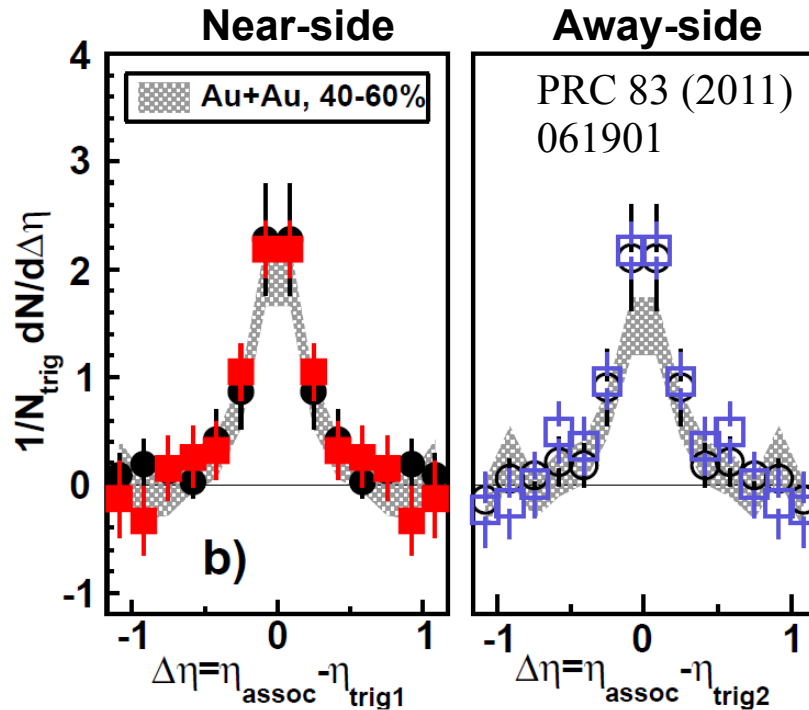 Near-side
Away-side
4
3
2
1
0
-1
1/N_trig dN/dΔη
Au+Au, 40-60%
b)
PRC 83 (2011)
061901
-1 0 1
-1 0 1
Δη=η_assoc-η_trig1
Δη=η_assoc-η_trig2